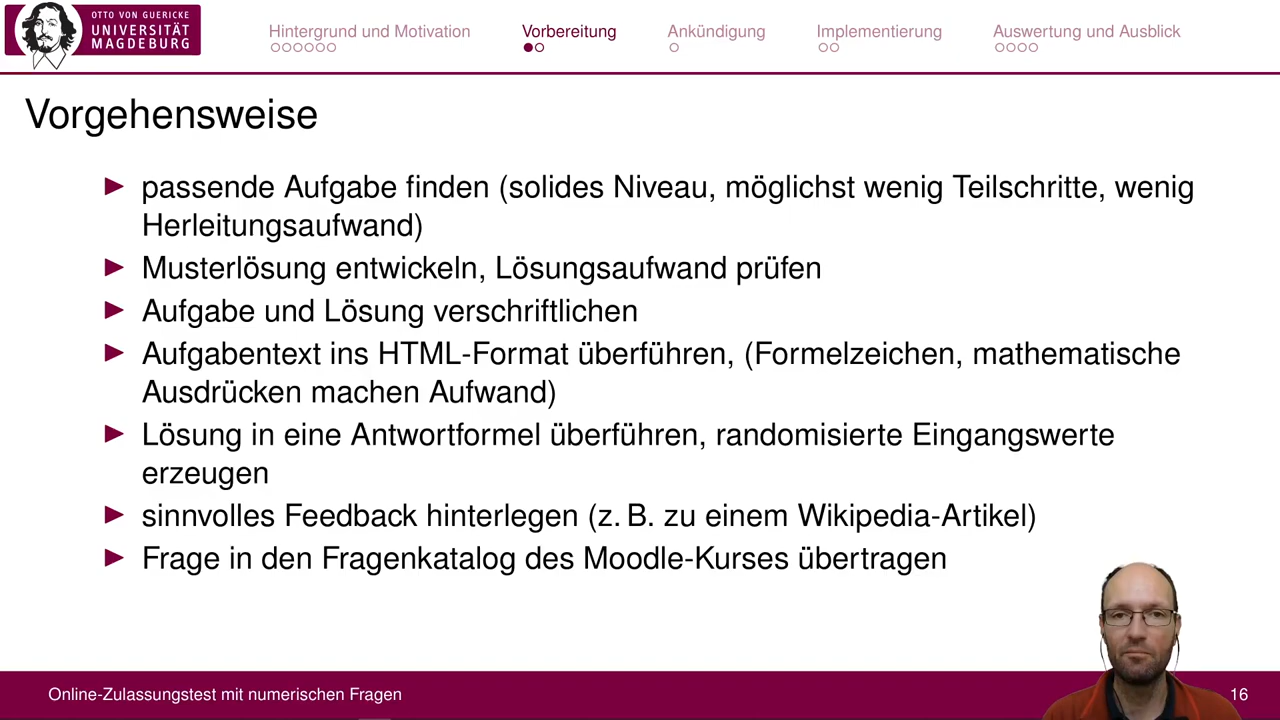 OTTO VON GUERICKE
UNIVERSITÄT
MAGDEBURG
Hintergrund und Motivation
Vorbereitung
Ankündigung
Implementierung
Auswertung und Ausblick
Vorgehensweise
passende Aufgabe finden (solides Niveau, möglichst wenig Teilschritte, wenig
Herleitungsaufwand)
Musterlösung entwickeln, Lösungsaufwand prüfen
Aufgabe und Lösung verschriftlichen
Aufgabentext ins HTML-Format überführen, (Formelzeichen, mathematische
Ausdrücken machen Aufwand)
Lösung in eine Antwortformel überführen, randomisierte Eingangswerte
erzeugen
sinnvolles Feedback hinterlegen (z. B. zu einem Wikipedia-Artikel)
Frage in den Fragenkatalog des Moodle-Kurses übertragen
Online-Zulassungstest mit numerischen Fragen
16